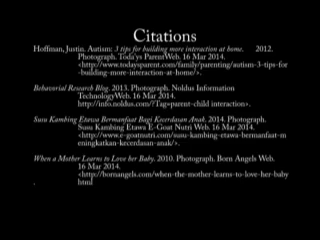 Citations
Hoffman, Justin. Autism: 3 tips for building more interaction at home. 2012.
Photograph. Toda'ys ParentWeb. 16 Mar 2014.
<http://www.todaysparent.com/family/parenting/autism-3-tips-for
-building-more-interaction-at-home/>.
Behavorial Research Blog. 2013. Photograph. Noldus Information
TechnologyWeb. 16 Mar 2014.
http://info.noldus.com/?Tag=parent-child interaction>.
Susu Kambing Etawa Bermanfaat Bagi Kecerdasan Anak. 2014. Photograph.
Susu Kambing Etawa E-Goat Nutri Web. 16 Mar 2014.
<http://www.e-goatnutri.com/susu-kambing-etawa-bermanfaat-m
eningkatkan-kecerdasan-anak/>.
When a Mother Learns to Love her Baby. 2010. Photograph. Born Angels Web.
16 Mar 2014.
<http://bornangels.com/when-the-mother-learns-to-love-her-baby
. html